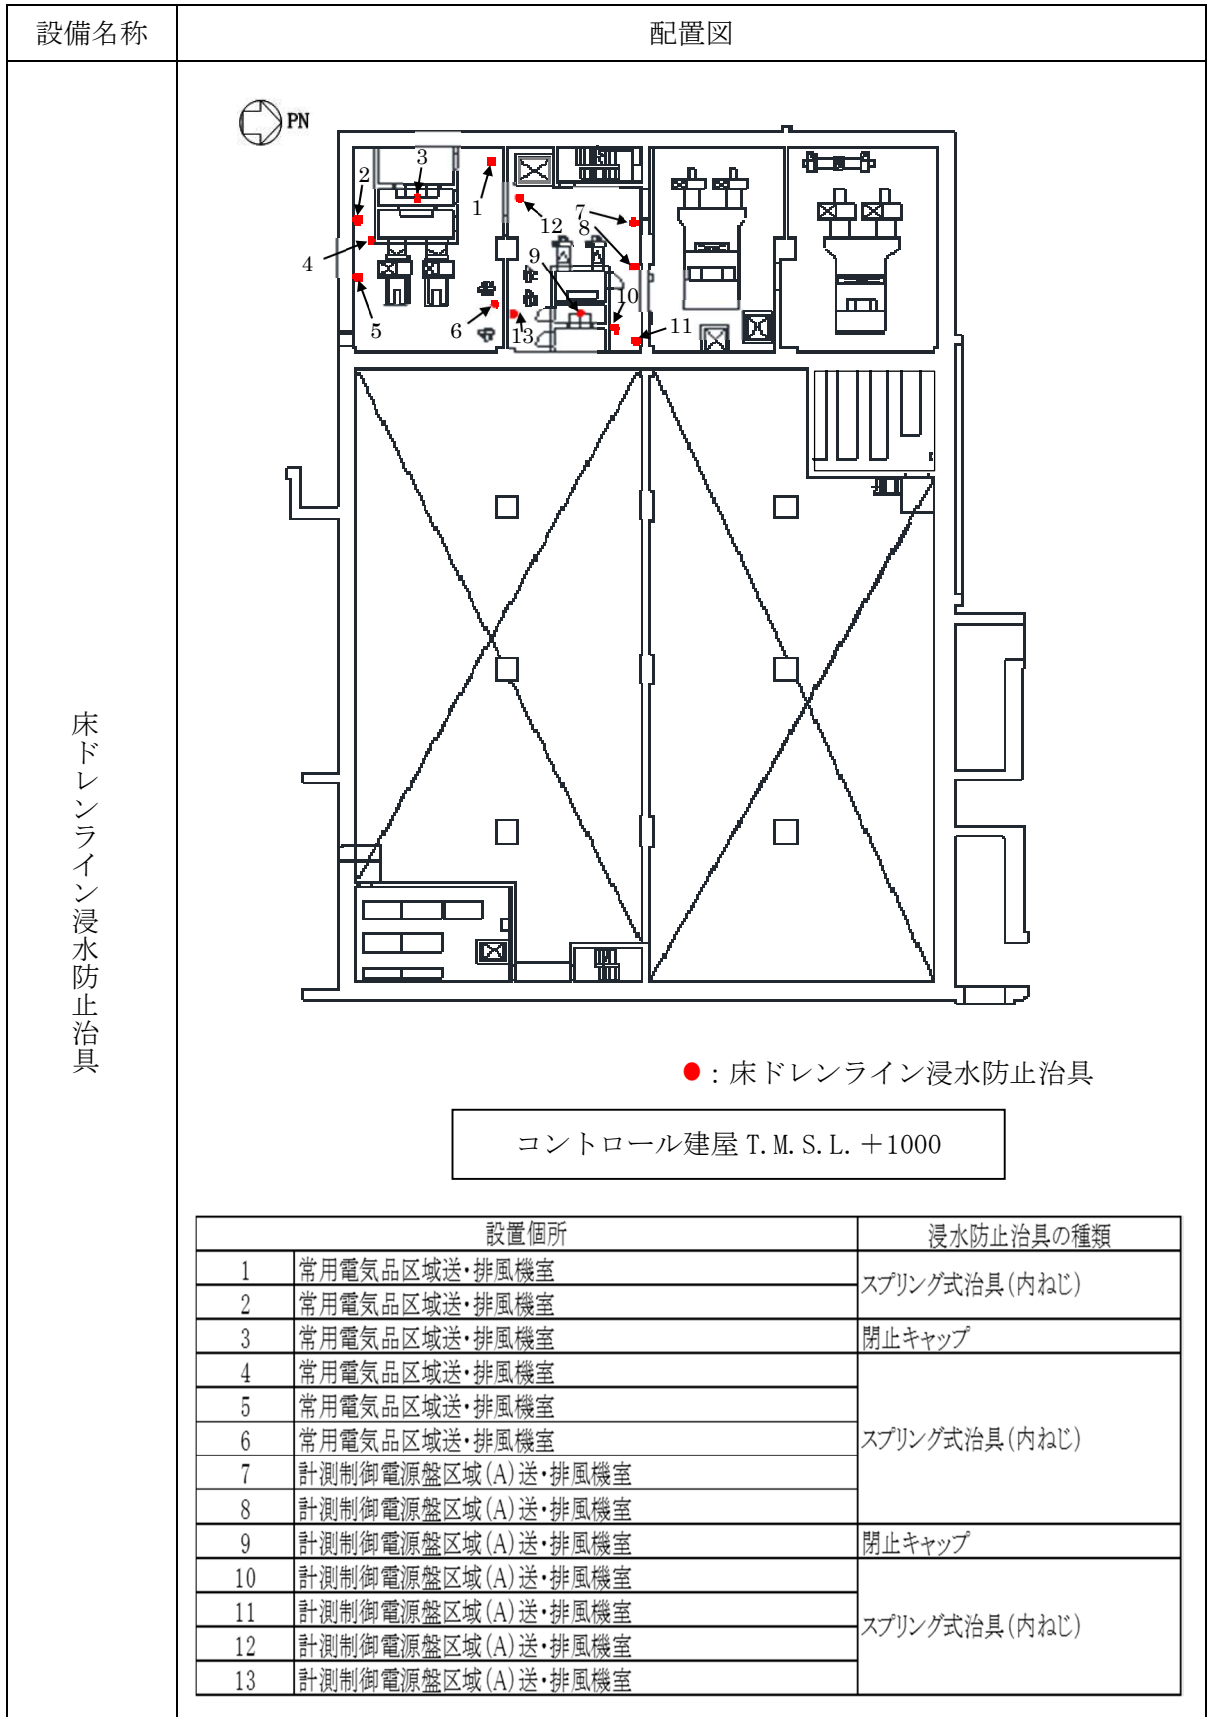 設備名称
配置図
床ドレンライン浸水防止治具
PN
3
2
1
12
7
8
4
9
10
5
6
13
11
●：床ドレンライン浸水防止治具
コントロール建屋 T.M.S.L.＋1000
設置個所 浸水防止治具の種類
1 常用電気品区域送・排風機室 スプリング式治具(内ねじ)
2 常用電気品区域送・排風機室
3 常用電気品区域送・排風機室 閉止キャップ
4 常用電気品区域送・排風機室
5 常用電気品区域送・排風機室
6 常用電気品区域送・排風機室 スプリング式治具(内ねじ)
7 計測制御電源盤区域(A)送・排風機室
8 計測制御電源盤区域(A)送・排風機室
9 計測制御電源盤区域(A)送・排風機室 閉止キャップ
10 計測制御電源盤区域(A)送・排風機室
11 計測制御電源盤区域(A)送・排風機室 スプリング式治具(内ねじ)
12 計測制御電源盤区域(A)送・排風機室
13 計測制御電源盤区域(A)送・排風機室